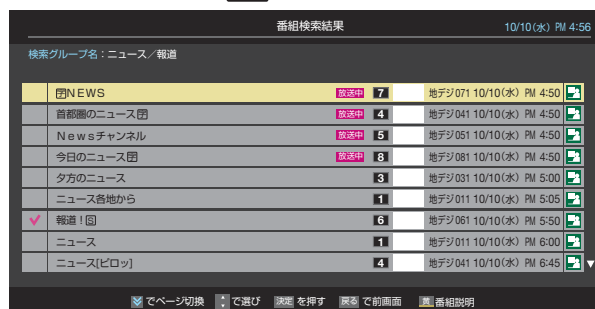 番組検索結果 10/10(水) PM 4:56
検索グループ名：ニュース／報道
字NEWS 放送中 7 地デジ071 10/10(水) PM 4:50
首都圏のニュース字 放送中 4 地デジ041 10/10(水) PM 4:50
Newsチャンネル 放送中 5 地デジ051 10/10(水) PM 4:50
今日のニュース字 放送中 8 地デジ081 10/10(水) PM 4:50
夕方のニュース 3 地デジ031 10/10(水) PM 5:00
ニュース各地から 1 地デジ011 10/10(水) PM 5:05
報道！S 6 地デジ061 10/10(水) PM 5:50
ニュース 1 地デジ011 10/10(水) PM 6:00
ニュース[ピロッ] 4 地デジ041 10/10(水) PM 6:45
でページ切換 で選び 決定 を押す 戻る で前画面 黄 番組説明